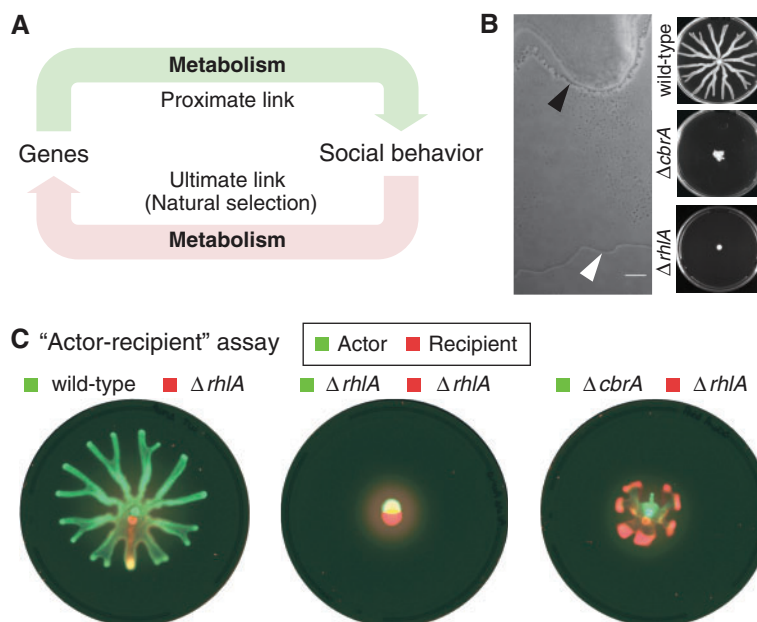 A
Metabolism
Proximate link
Genes
Social behavior
Ultimate link
(Natural selection)
Metabolism
B
wild-type
ΔcbrA
ΔrhlA
C "Actor-recipient" assay
Actor Recipient
wild-type ΔrhlA
ΔrhlA ΔrhlA
ΔcbrA ΔrhlA